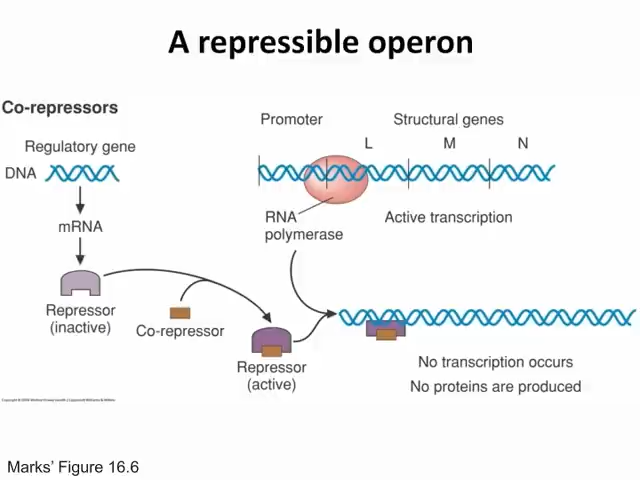 A repressible operon
Co-repressors
Regulatory gene
DNA
mRNA
Repressor
(inactive)
Co-repressor
Repressor
(active)
Promoter
Structural genes
L M N
RNA
polymerase
Active transcription
No transcription occurs
No proteins are produced
Marks’ Figure 16.6